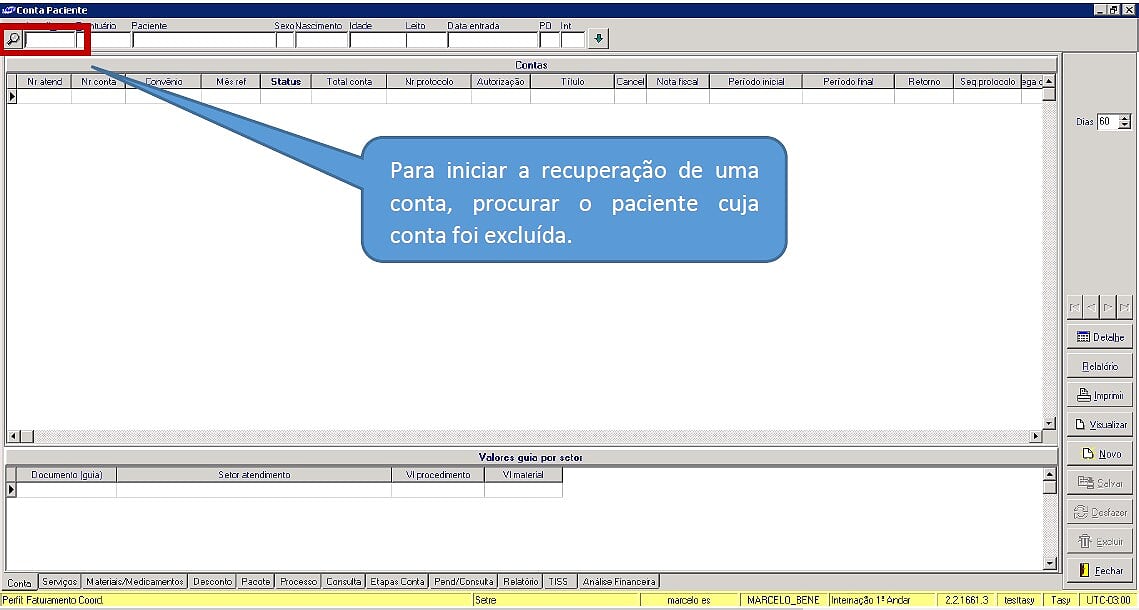 Conta Paciente
Paciente Sexo Nascimento Idade Leito Data entrada PD Int
Contas
Nr atend Nr conta Convênio Mês ref Status Total conta Nr protocolo Autorização Título Cancel Nota fiscal Período inicial Período final Retorno Seq protocolo
Dias 60
Para iniciar a recuperação de uma
conta, procurar o paciente cuja
conta foi excluída.
Detalhe
Relatório
Imprimir
Visualizar
Novo
Salvar
Desfazer
Excluir
Fechar
Valores guia por setor
Documento (guia) Setor atendimento Vl procedimento Vl material
Conta Serviços Materiais/Medicamentos Desconto Pacote Processo Consulta Etapas Conta Pend/Consulta Relatório TISS Análise Financeira
Perfil: Faturamento Coord. Setre marcelo es MARCELO_BENE Internação 1º Andar 2.2.1661.3 testtasy Tasy UTC-03:00